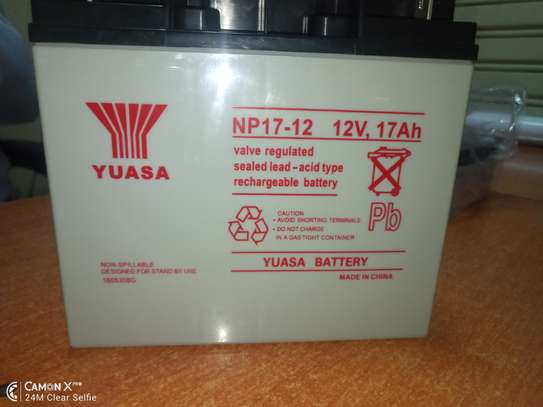 YUASA
NP17-12 12V, 17Ah
valve regulated
sealed lead-acid type
rechargeable battery
Pb
CAUTION
• AVOID SHORTING TERMINALS
• DO NOT CHARGE
IN A GASTIGHT CONTAINER
YUASA BATTERY
MADE IN CHINA
NON-SPILLABLE
DESIGNED FOR STAND BY USE
CAMON X PRO
24M Clear Selfie